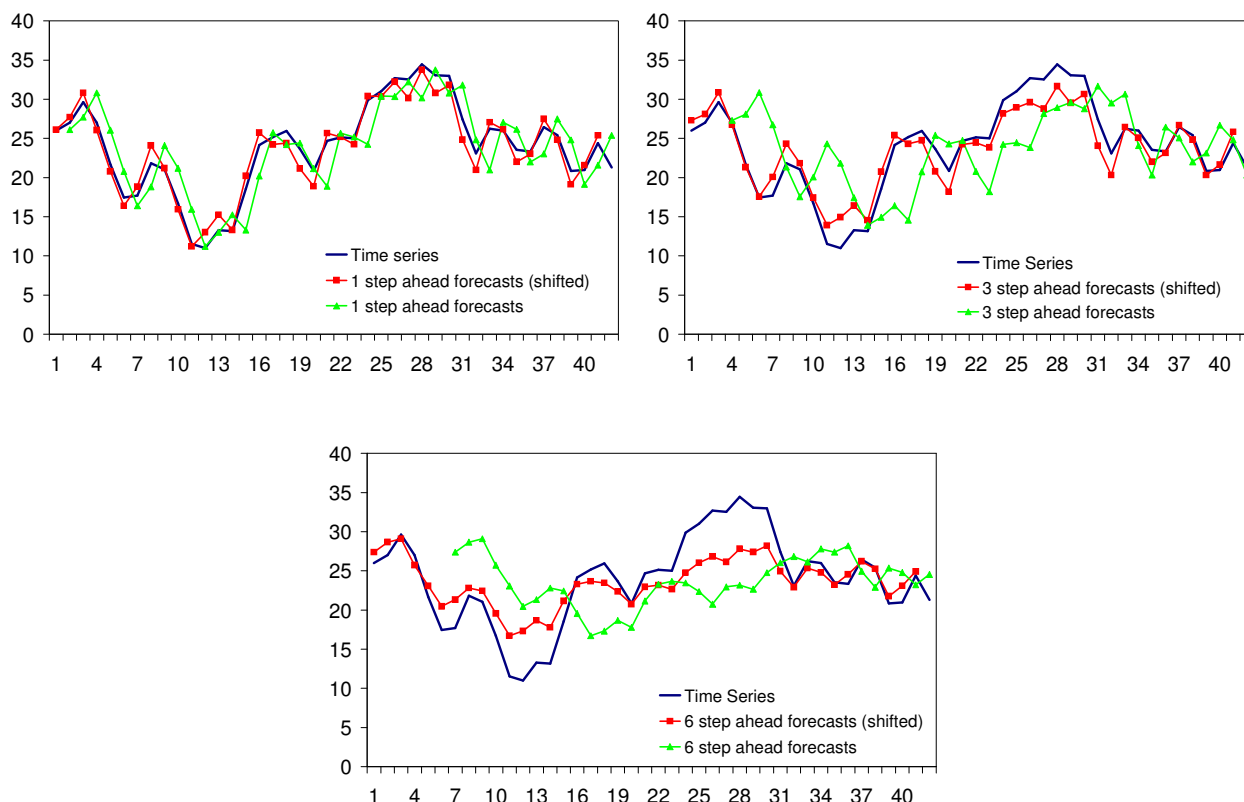 40
35
30
25
20
15
10
5
0
Time series
1 step ahead forecasts (shifted)
1 step ahead forecasts
1 4 7 10 13 16 19 22 25 28 31 34 37 40
40
35
30
25
20
15
10
5
0
Time Series
3 step ahead forecasts (shifted)
3 step ahead forecasts
1 4 7 10 13 16 19 22 25 28 31 34 37 40
40
35
30
25
20
15
10
5
0
Time Series
6 step ahead forecasts (shifted)
6 step ahead forecasts
1 4 7 10 13 16 19 22 25 28 31 34 37 40